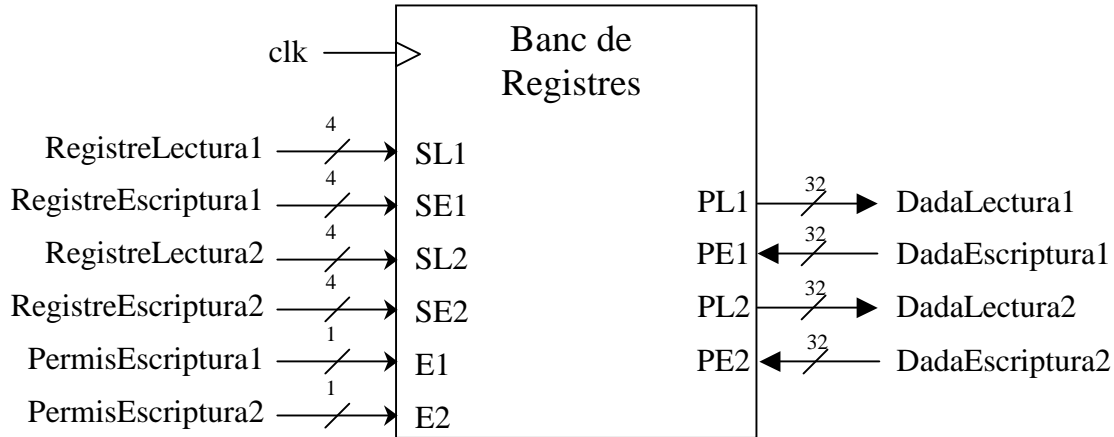 Banc de
Registres
clk
4
RegistreLectura1
SL1
4
RegistreEscriptura1
SE1
PL1
32
DadaLectura1
4
RegistreLectura2
SL2
PE1
32
DadaEscriptura1
4
RegistreEscriptura2
SE2
PL2
32
DadaLectura2
1
PermisEscriptura1
E1
PE2
32
DadaEscriptura2
1
PermisEscriptura2
E2